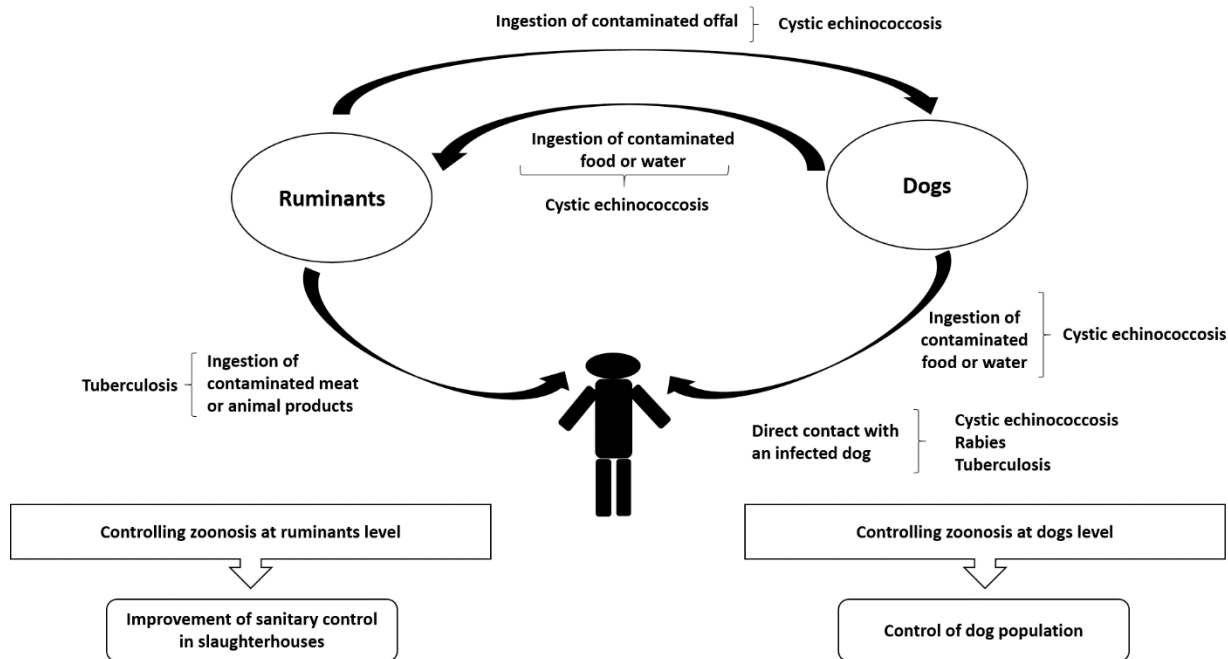 Ingestion of contaminated offal
Cystic echinococcosis
Ingestion of contaminated
food or water
Cystic echinococcosis
Ruminants
Dogs
Tuberculosis
Ingestion of
contaminated meat
or animal products
Ingestion of
contaminated
food or water
Cystic echinococcosis
Direct contact with
an infected dog
Cystic echinococcosis
Rabies
Tuberculosis
Controlling zoonosis at ruminants level
Improvement of sanitary control
in slaughterhouses
Controlling zoonosis at dogs level
Control of dog population